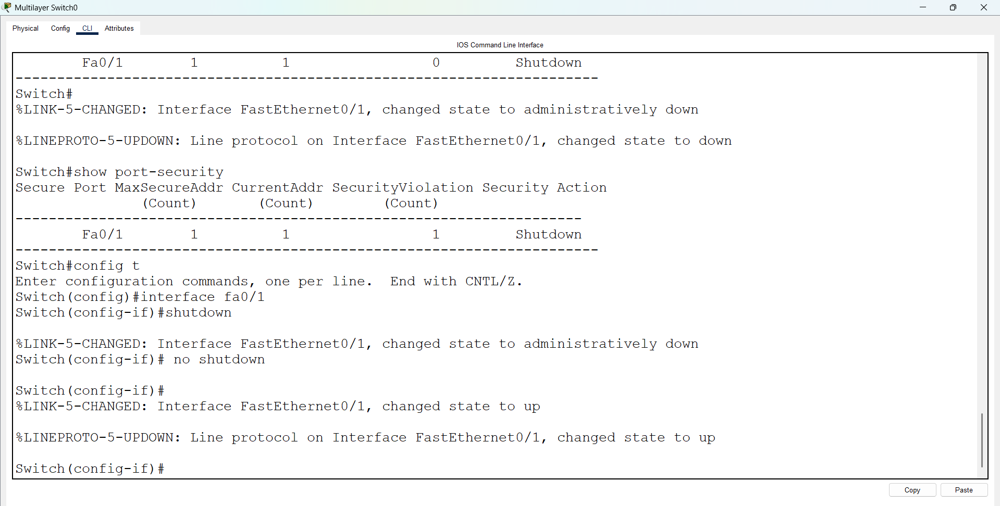 Multilayer Switch0
Physical Config CLI Attributes
IOS Command Line Interface
Fa0/1 1 1 0 Shutdown
----------------------------------------------------------------------
Switch#
%LINK-5-CHANGED: Interface FastEthernet0/1, changed state to administratively down
%LINEPROTO-5-UPDOWN: Line protocol on Interface FastEthernet0/1, changed state to down
Switch#show port-security
Secure Port MaxSecureAddr CurrentAddr SecurityViolation Security Action
(Count) (Count) (Count)
--------------------------------------------------------------------
Fa0/1 1 1 1 Shutdown
----------------------------------------------------------------------
Switch#config t
Enter configuration commands, one per line.  End with CNTL/Z.
Switch(config)#interface fa0/1
Switch(config-if)#shutdown
%LINK-5-CHANGED: Interface FastEthernet0/1, changed state to administratively down
Switch(config-if)# no shutdown
Switch(config-if)#
%LINK-5-CHANGED: Interface FastEthernet0/1, changed state to up
%LINEPROTO-5-UPDOWN: Line protocol on Interface FastEthernet0/1, changed state to up
Switch(config-if)#
Copy Paste